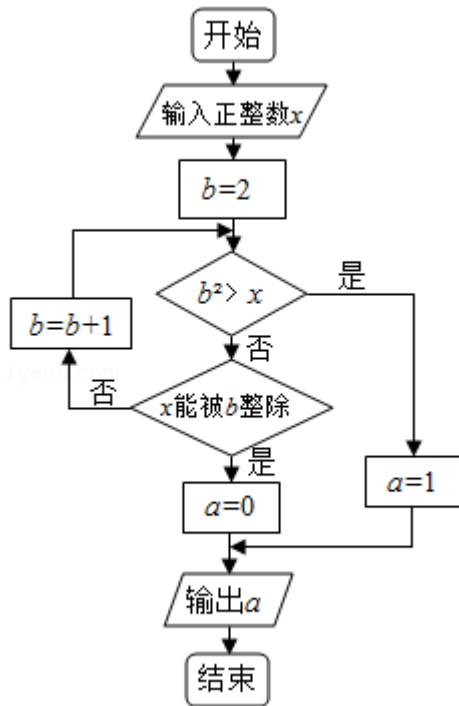 开始
输入正整数x
b=2
b²> x
是
b=b+1
否
否
x能被b整除
是
a=1
a=0
输出a
结束